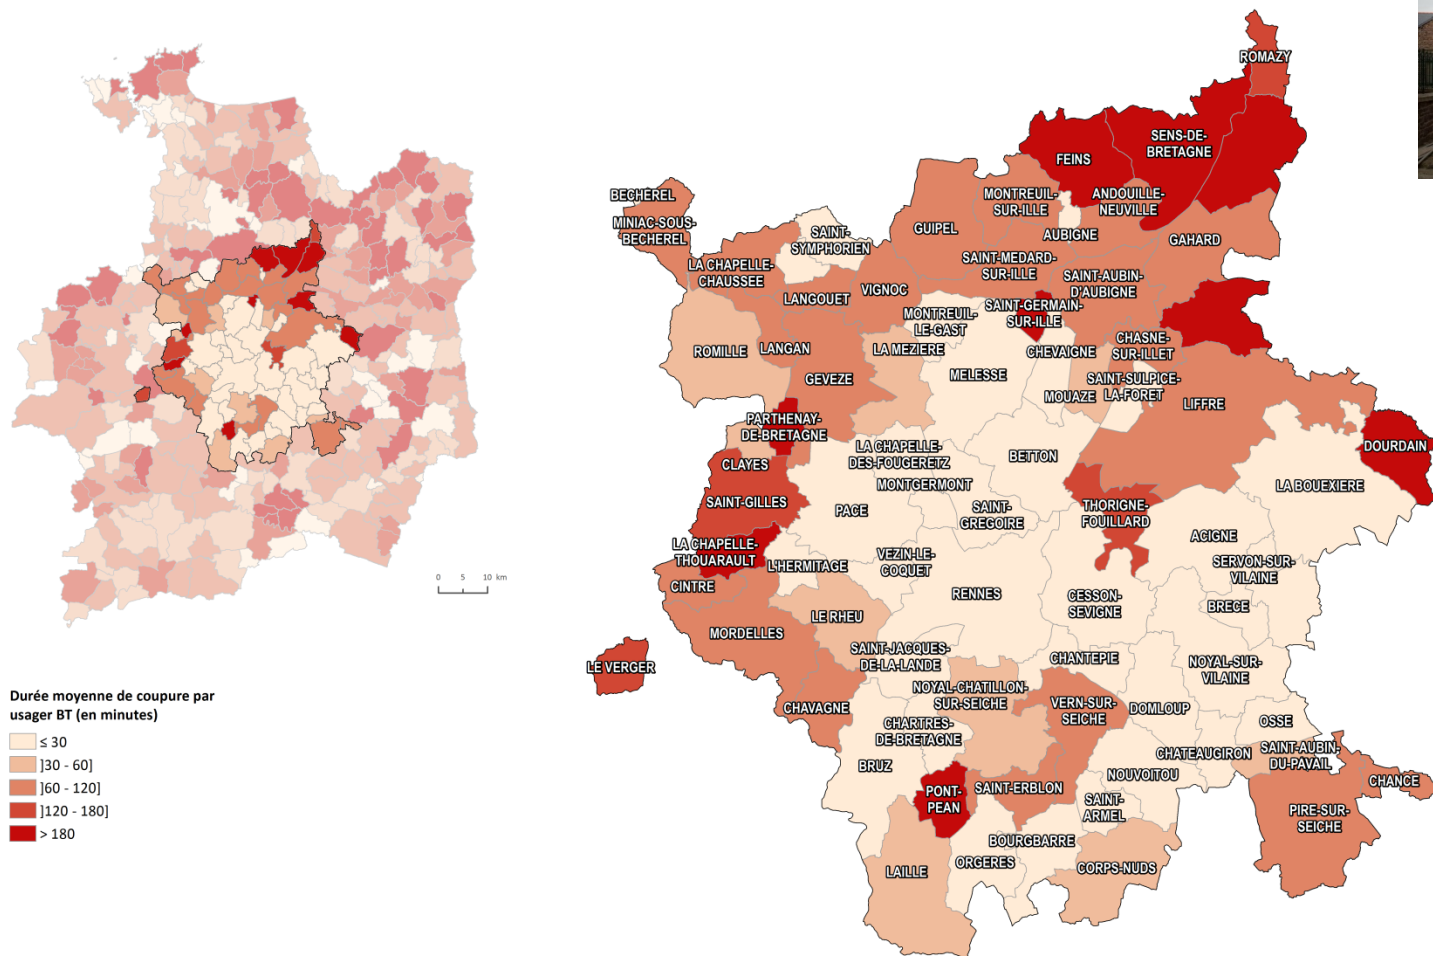 0 5 10 km
Durée moyenne de coupure par
usager BT (en minutes)
≤ 30
]30 - 60]
]60 - 120]
]120 - 180]
> 180
ROMAZY
SENS-DE-
BRETAGNE
FEINS
BECHEREL
MINIAC-SOUS-
BECHEREL
MONTREUIL-
SUR-ILLE
ANDOUILLE-
NEUVILLE
SAINT-
SYMPHORIEN
GUIPEL
AUBIGNE
GAHARD
LA CHAPELLE-
CHAUSSEE
SAINT-MEDARD-
SUR-ILLE
SAINT-AUBIN-
D'AUBIGNE
VIGNOC
LANGOUET
MONTREUIL-
LE-GAST
SAINT-GERMAIN-
SUR-ILLE
ROMILLE
LANGAN
LA MEZIERE
CHEVAIGNE
CHASNE-
SUR-ILLET
GEVEZE
MELESSE
MOUAZE
SAINT-SULPICE-
LA-FORET
LIFFRE
PARTHENAY-
DE-BRETAGNE
DOURDAIN
LA CHAPELLE-
DES-FOUGERETZ
BETTON
CLAYES
MONTGERMONT
LA BOUEXIERE
SAINT-GILLES
PACE
SAINT-
GREGOIRE
THORIGNE-
FOUILLARD
ACIGNE
LA CHAPELLE-
THOUARAULT
L'HERMITAGE
VEZIN-LE-
COQUET
SERVON-SUR-
VILAINE
CINTRE
RENNES
CESSON-
SEVIGNE
BRECE
LE RHEU
MORDELLES
SAINT-JACQUES-
DE-LA-LANDE
CHANTEPIE
LE VERGER
NOYAL-SUR-
VILAINE
NOYAL-CHATILLON-
SUR-SEICHE
CHAVAGNE
VERN-SUR-
SEICHE
DOMLOUP
CHARTRES-
DE-BRETAGNE
OSSE
BRUZ
CHATEAUGIRON
SAINT-AUBIN-
DU-PAVAIL
NOUVOITOU
CHANCE
PONT-
PEAN
SAINT-ERBLON
SAINT-
ARMEL
PIRE-SUR-
SEICHE
BOURGBARRE
ORGERES
LAILLE
CORPS-NUDS